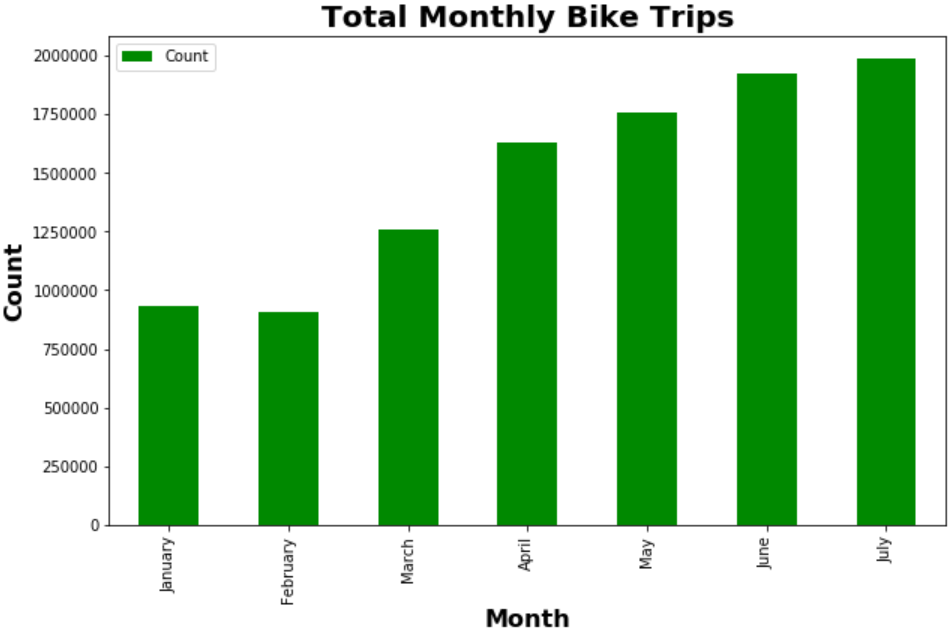 Total Monthly Bike Trips
Count
2000000
1750000
1500000
1250000
1000000
750000
500000
250000
0
Count
January
February
March
April
May
June
July
Month